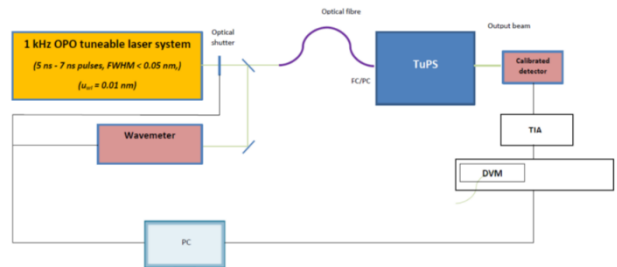 Optical fibre
Optical
shutter
Output beam
1 kHz OPO tuneable laser system
(5 ns - 7 ns pulses, FWHM < 0.05 nm,)
= 0.01 nm)
TuPS
Calibrated
detector
FC/PC
Wavemeter
TIA
DVM
PC